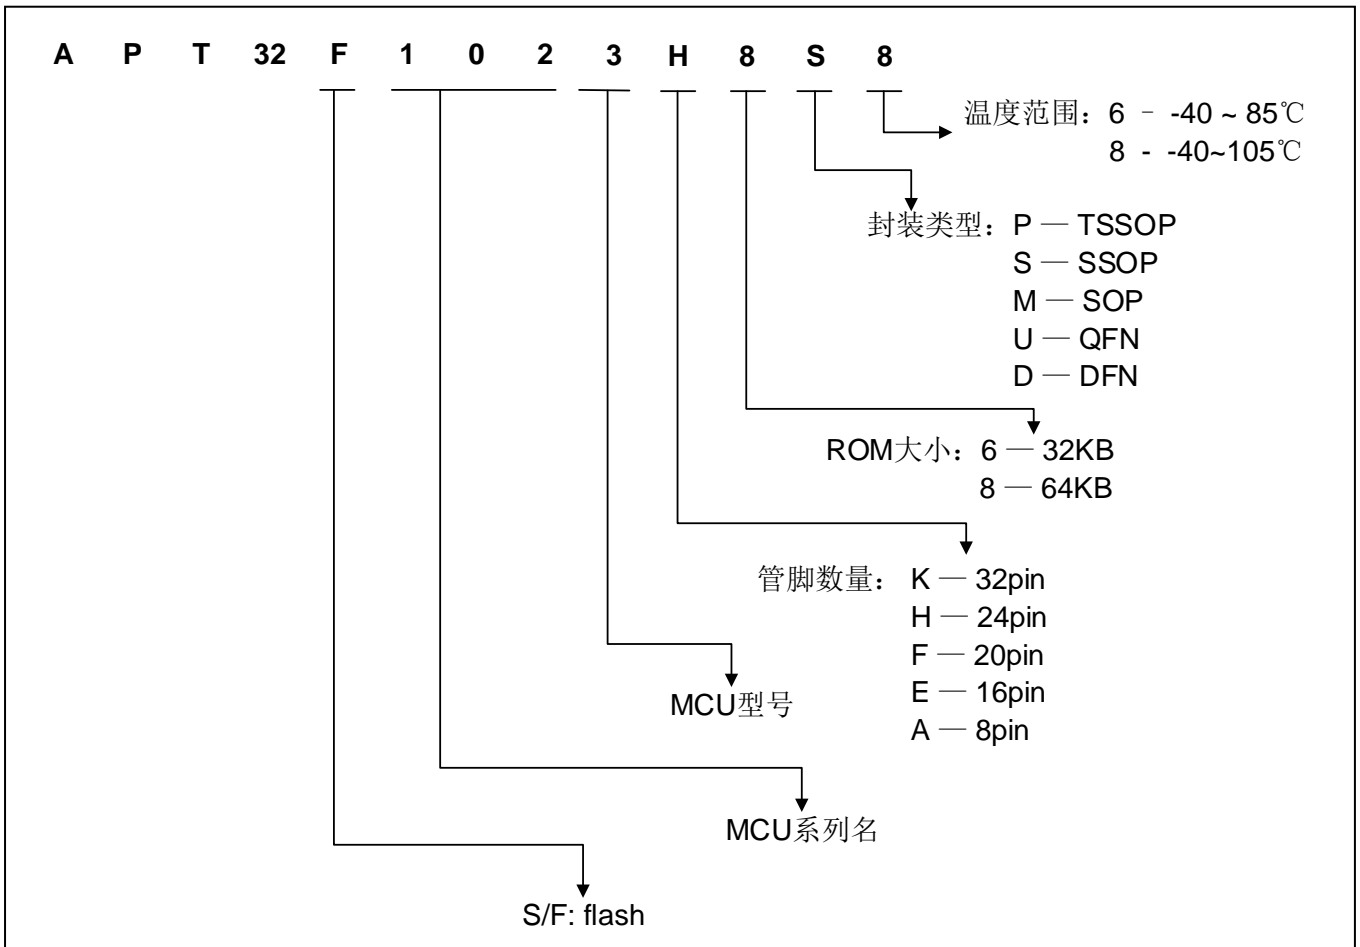 A P T 32 F 1 0 2 3 H 8 S 8
温度范围：6 - -40 ~ 85℃
8 - -40~105℃
封装类型：P — TSSOP
S — SSOP
M — SOP
U — QFN
D — DFN
ROM大小：6 — 32KB
8 — 64KB
管脚数量： K — 32pin
H — 24pin
F — 20pin
E — 16pin
A — 8pin
MCU型号
MCU系列名
S/F: flash